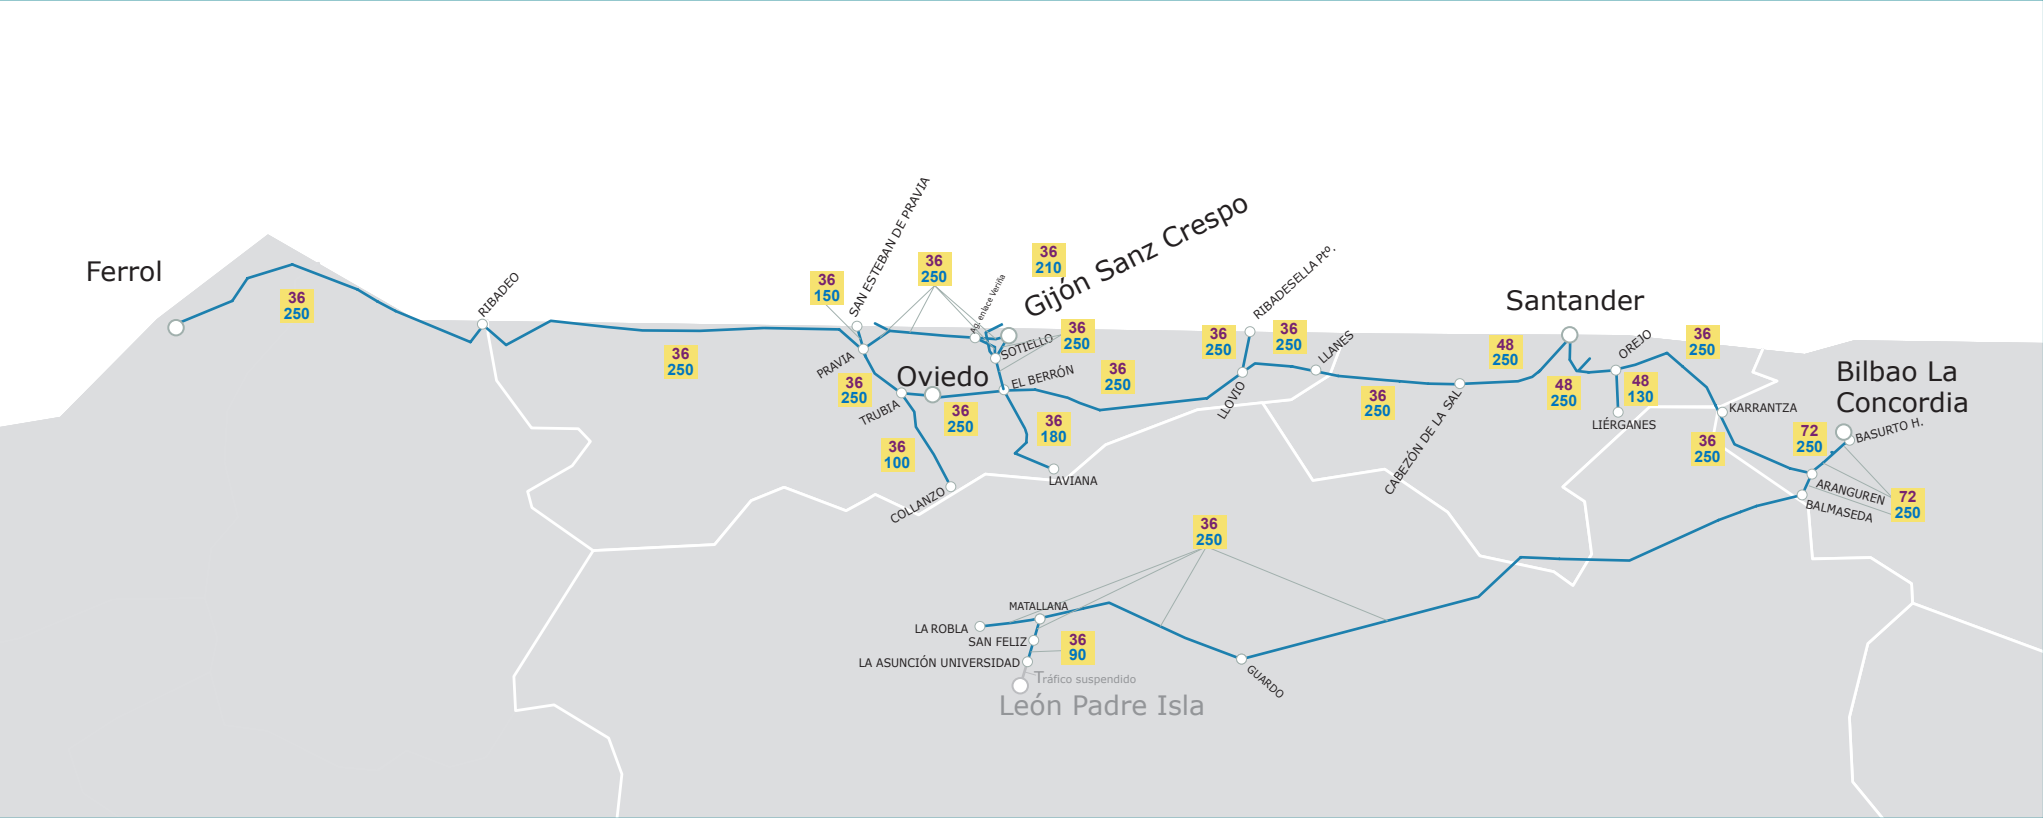 Ferrol
36
250
RIBADEO
36
250
36
150
SAN ESTEBAN DE PRAVIA
36
250
Ag. enlace Veriña
36
210
Gijón Sanz Crespo
PRAVIA
36
250
TRUBIA
Oviedo
36
250
36
100
COLLANZO
SOTIELLO
36
250
EL BERRÓN
36
250
36
180
LAVIANA
36
250
RIBADESELLA Ptº.
36
250
LLOVIO
LLANES
36
250
CABEZÓN DE LA SAL
Santander
48
250
48
250
OREJO
48
130
LIÉRGANES
36
250
KARRANTZA
36
250
Bilbao La
Concordia
72
250
BASURTO H.
ARANGUREN
BALMASEDA
72
250
36
250
MATALLANA
LA ROBLA
SAN FELIZ
36
90
LA ASUNCIÓN UNIVERSIDAD
Tráfico suspendido
León Padre Isla
GUARDO